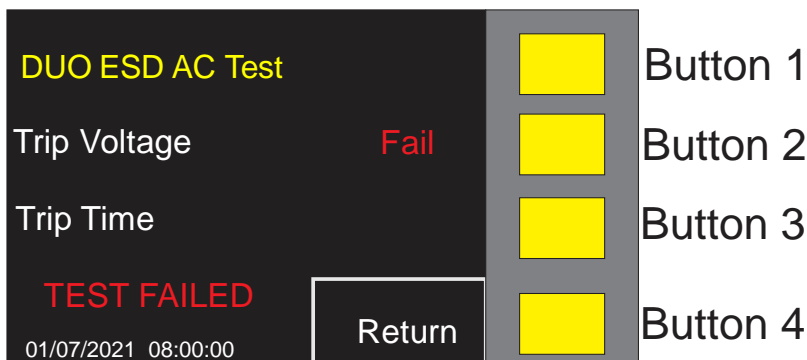 DUO ESD AC Test
Button 1
Trip Voltage Fail
Button 2
Trip Time
Button 3
TEST FAILED
Return
Button 4
01/07/2021 08:00:00